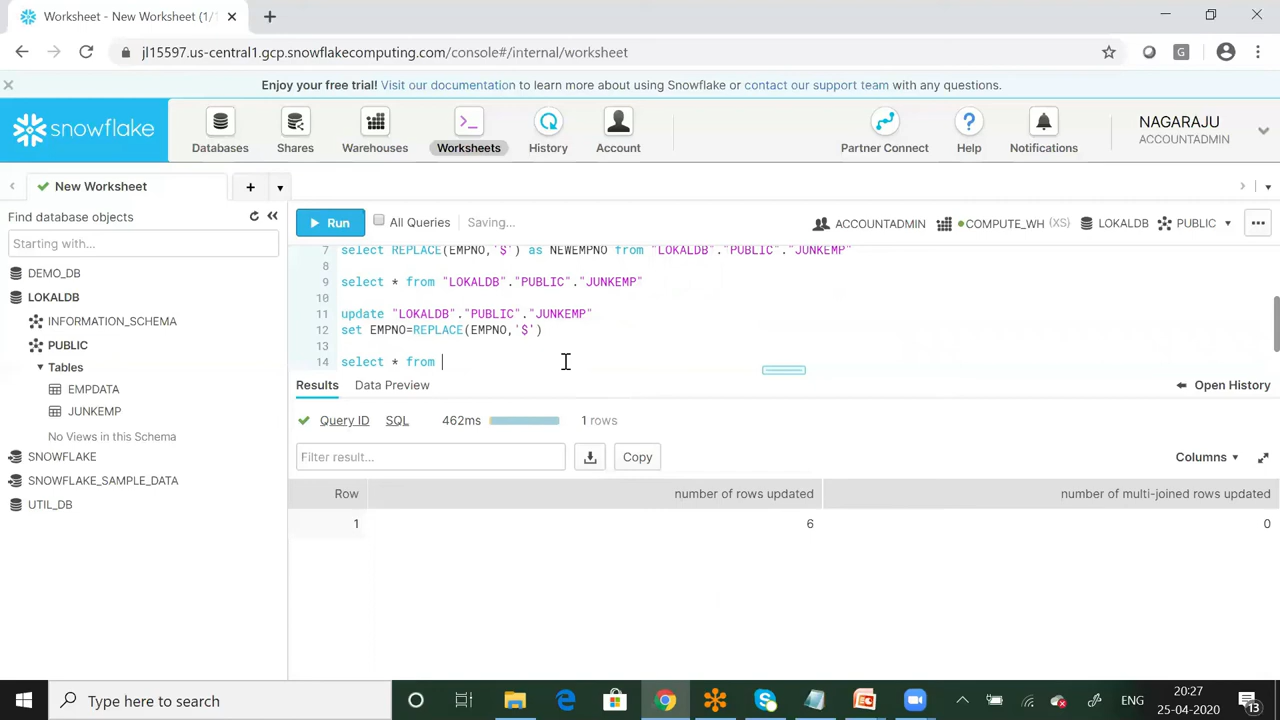 Worksheet - New Worksheet (1/1
jl15597.us-central1.gcp.snowflakecomputing.com/console#/internal/worksheet
G
Enjoy your free trial! Visit our documentation to learn more about using Snowflake or contact our support team with any questions.
snowflake
Databases
Shares
Warehouses
Worksheets
History
Account
Partner Connect
Help
Notifications
NAGARAJU
ACCOUNTADMIN
New Worksheet
Find database objects
Starting with...
DEMO_DB
LOKALDB
INFORMATION_SCHEMA
PUBLIC
Tables
EMPDATA
JUNKEMP
No Views in this Schema
SNOWFLAKE
SNOWFLAKE_SAMPLE_DATA
UTIL_DB
Run
All Queries
Saving...
ACCOUNTADMIN
COMPUTE_WH (XS)
LOKALDB
PUBLIC
7 select REPLACE(EMPNO,'$') as NEWEMPNO from "LOKALDB"."PUBLIC"."JUNKEMP"
8
9 select * from "LOKALDB"."PUBLIC"."JUNKEMP"
10
11 update "LOKALDB"."PUBLIC"."JUNKEMP"
12 set EMPNO=REPLACE(EMPNO,'$')
13
14 select * from
Results Data Preview
Open History
Query ID SQL 462ms 1 rows
Filter result...
Copy
Columns
Row number of rows updated number of multi-joined rows updated
1 6 0
Type here to search
ENG
20:27
25-04-2020
13